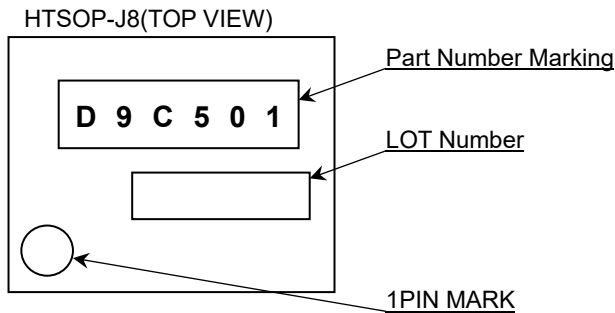 HTSOP-J8(TOP VIEW)
Part Number Marking
D 9 C 5 0 1
LOT Number
1PIN MARK